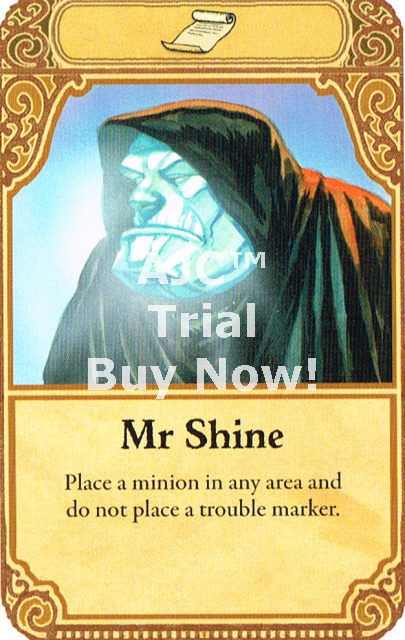 AJC™
Trial
Buy Now!
Mr Shine
Place a minion in any area and
do not place a trouble marker.